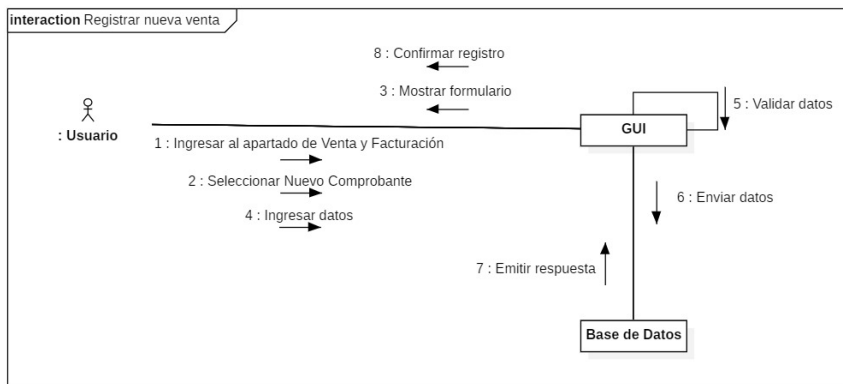 interaction Registrar nueva venta
8 : Confirmar registro
3 : Mostrar formulario
5 : Validar datos
: Usuario
GUI
1 : Ingresar al apartado de Venta y Facturación
2 : Seleccionar Nuevo Comprobante
6 : Enviar datos
4 : Ingresar datos
7 : Emitir respuesta
Base de Datos